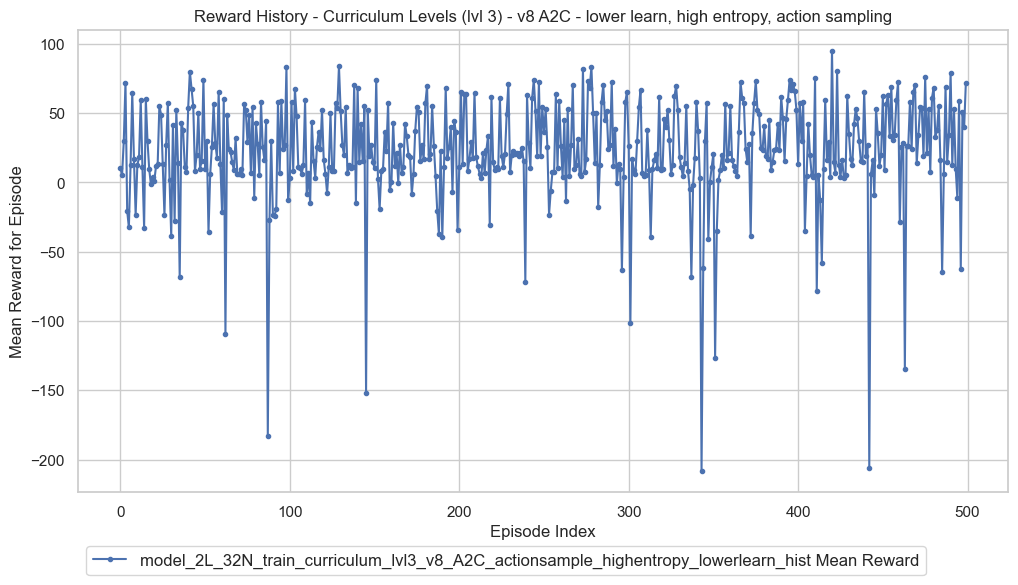 Reward History - Curriculum Levels (lvl 3) - v8 A2C - lower learn, high entropy, action sampling
Mean Reward for Episode
100
50
0
−50
−100
−150
−200
0 100 200 300 400 500
Episode Index
model_2L_32N_train_curriculum_lvl3_v8_A2C_actionsample_highentropy_lowerlearn_hist Mean Reward